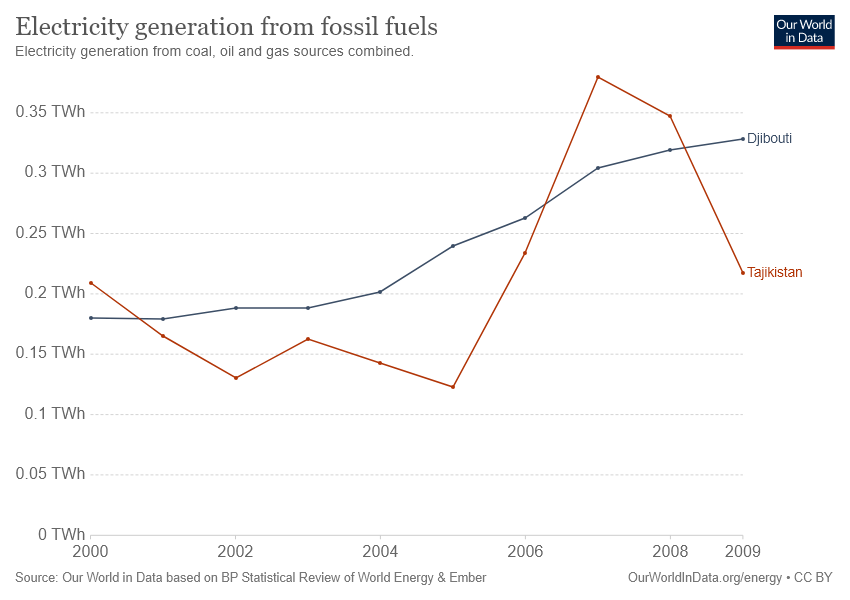 Electricity generation from fossil fuels
Electricity generation from coal, oil and gas sources combined.
Our World
in Data
0.35 TWh
0.3 TWh
0.25 TWh
0.2 TWh
0.15 TWh
0.1 TWh
0.05 TWh
0 TWh
Djibouti
Tajikistan
2000 2002 2004 2006 2008 2009
Source: Our World in Data based on BP Statistical Review of World Energy & Ember
OurWorldInData.org/energy • CC BY